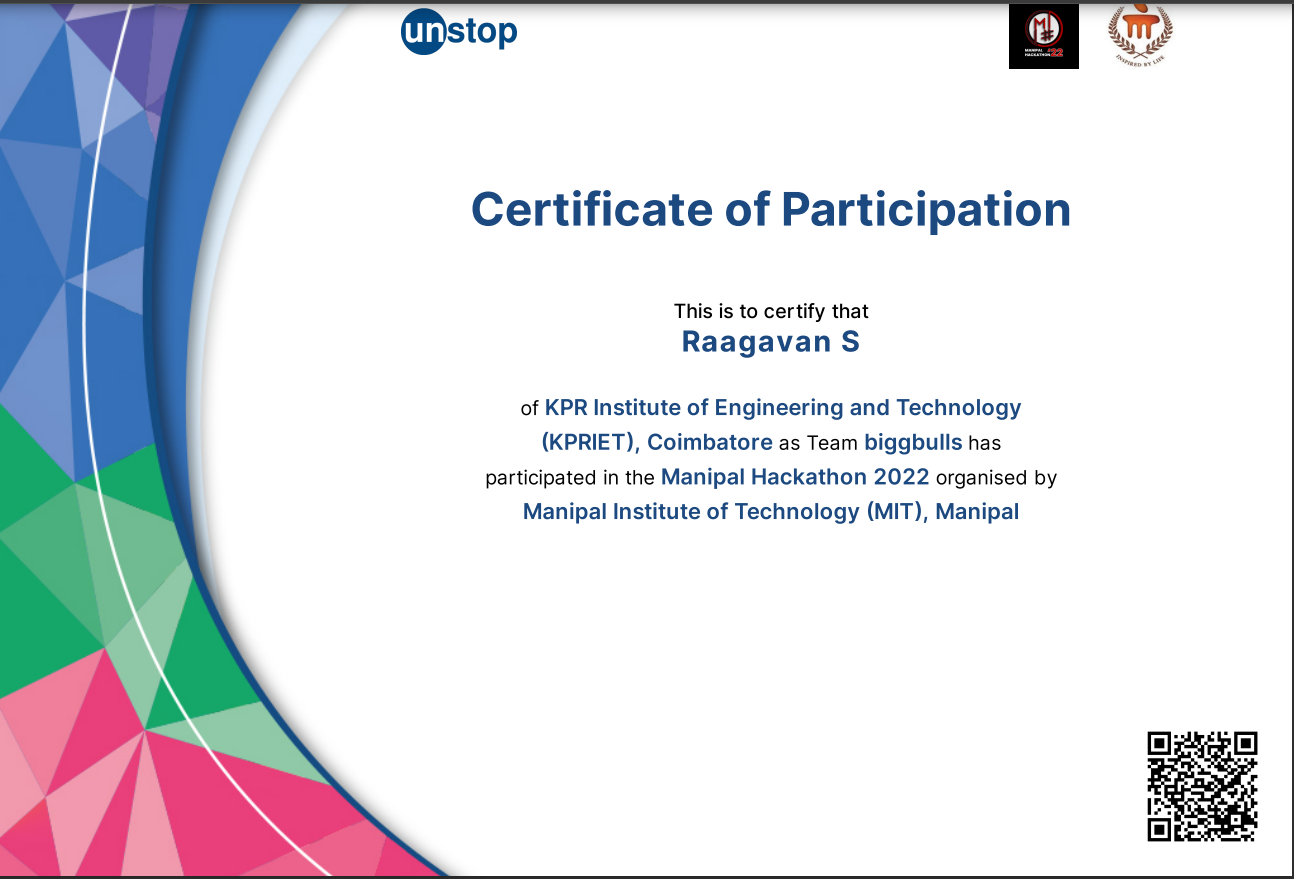 unstop
MANIPAL
HACKATHON '22
INSPIRED BY LIFE
Certificate of Participation
This is to certify that
Raagavan S
of KPR Institute of Engineering and Technology
(KPRIET), Coimbatore as Team biggbulls has
participated in the Manipal Hackathon 2022 organised by
Manipal Institute of Technology (MIT), Manipal